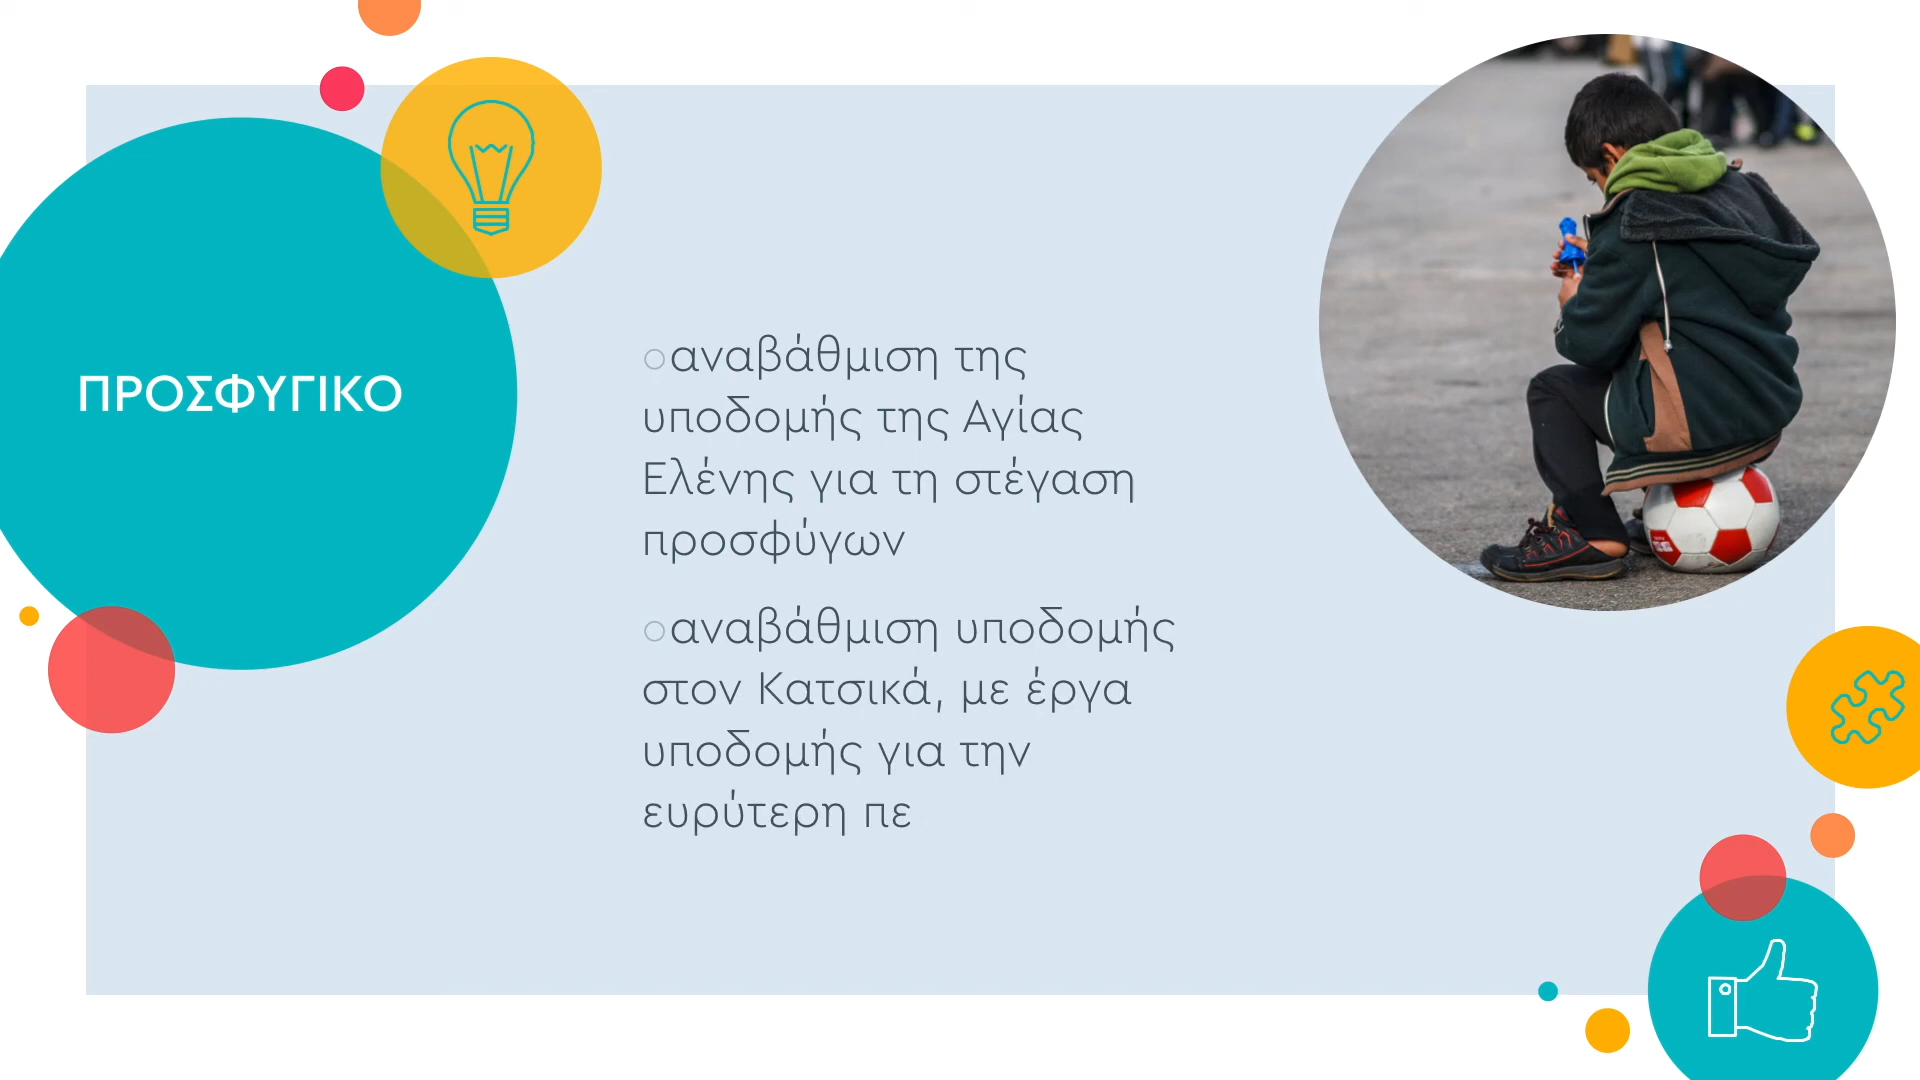 ΠΡΟΣΦΥΓΙΚΟ
○αναβάθμιση της
υποδομής της Αγίας
Ελένης για τη στέγαση
προσφύγων
○αναβάθμιση υποδομής
στον Κατσικά, με έργα
υποδομής για την
ευρύτερη πε